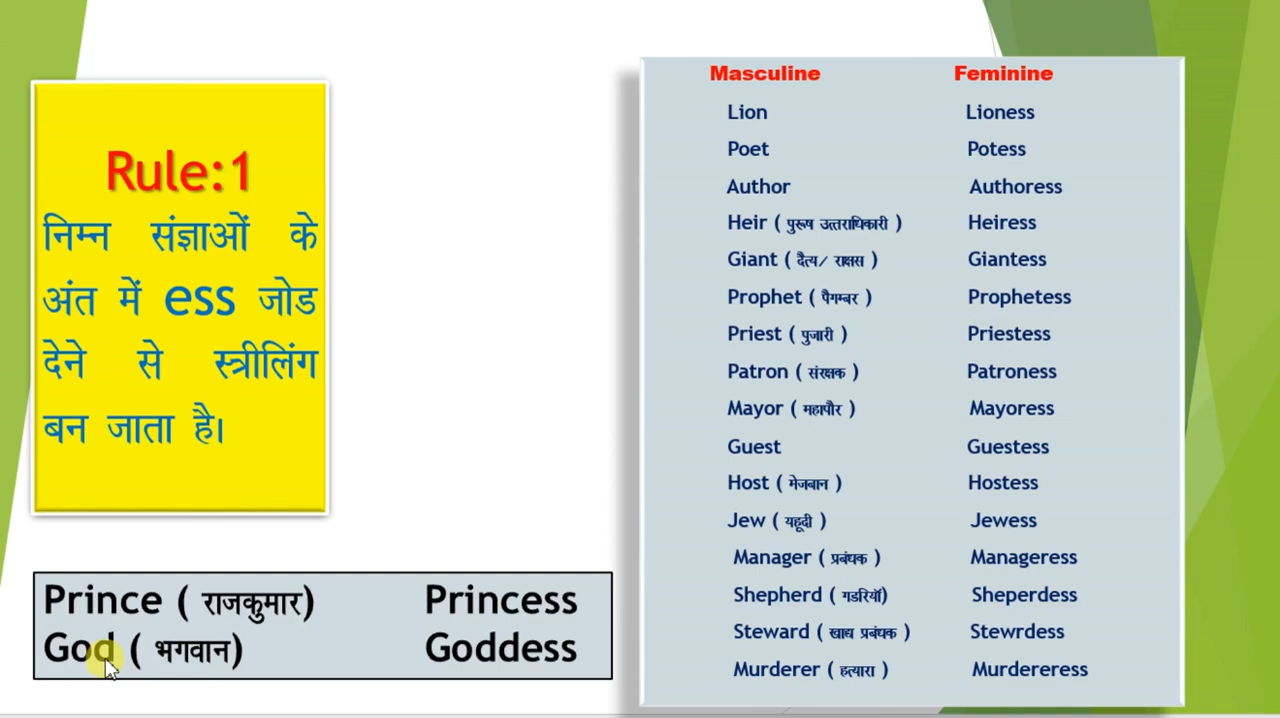 Rule:1
निम्न संज्ञाओं के
अंत में ess जोड
देने से स्त्रीलिंग
बन जाता है।
Prince ( राजकुमार) Princess
God ( भगवान) Goddess
Masculine Feminine
Lion Lioness
Poet Potess
Author Authoress
Heir ( पुरूष उत्तराधिकारी ) Heiress
Giant ( दैत्य/ राक्षस ) Giantess
Prophet ( पैगम्बर ) Prophetess
Priest ( पुजारी ) Priestess
Patron ( संरक्षक ) Patroness
Mayor ( महापौर ) Mayoress
Guest Guestess
Host ( मेजबान ) Hostess
Jew ( यहूदी ) Jewess
Manager ( प्रबंधक ) Manageress
Shepherd ( गडरियॉ) Sheperdess
Steward ( खाद्य प्रबंधक ) Stewrdess
Murderer ( हत्यारा ) Murdereress